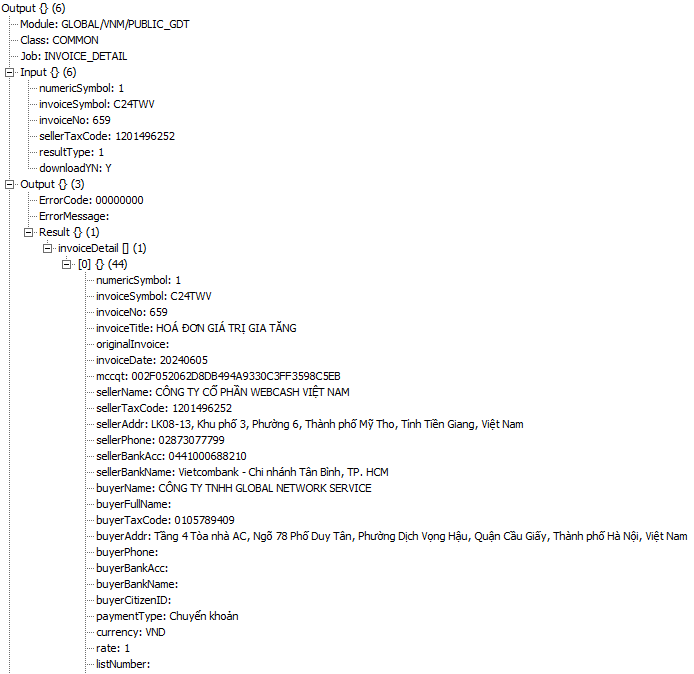 Output {} (6)
Module: GLOBAL/VNM/PUBLIC_GDT
Class: COMMON
Job: INVOICE_DETAIL
Input {} (6)
numericSymbol: 1
invoiceSymbol: C24TWV
invoiceNo: 659
sellerTaxCode: 1201496252
resultType: 1
downloadYN: Y
Output {} (3)
ErrorCode: 00000000
ErrorMessage:
Result {} (1)
invoiceDetail [] (1)
[0] {} (44)
numericSymbol: 1
invoiceSymbol: C24TWV
invoiceNo: 659
invoiceTitle: HOÁ ĐƠN GIÁ TRỊ GIA TĂNG
originalInvoice:
invoiceDate: 20240605
mccqt: 002F052062D8DB494A9330C3FF3598C5EB
sellerName: CÔNG TY CỔ PHẦN WEBCASH VIỆT NAM
sellerTaxCode: 1201496252
sellerAddr: LK08-13, Khu phố 3, Phường 6, Thành phố Mỹ Tho, Tỉnh Tiền Giang, Việt Nam
sellerPhone: 02873077799
sellerBankAcc: 0441000688210
sellerBankName: Vietcombank - Chi nhánh Tân Bình, TP. HCM
buyerName: CÔNG TY TNHH GLOBAL NETWORK SERVICE
buyerFullName:
buyerTaxCode: 0105789409
buyerAddr: Tầng 4 Tòa nhà AC, Ngõ 78 Phố Duy Tân, Phường Dịch Vọng Hậu, Quận Cầu Giấy, Thành phố Hà Nội, Việt Nam
buyerPhone:
buyerBankAcc:
buyerBankName:
buyerCitizenID:
paymentType: Chuyển khoản
currency: VND
rate: 1
listNumber: